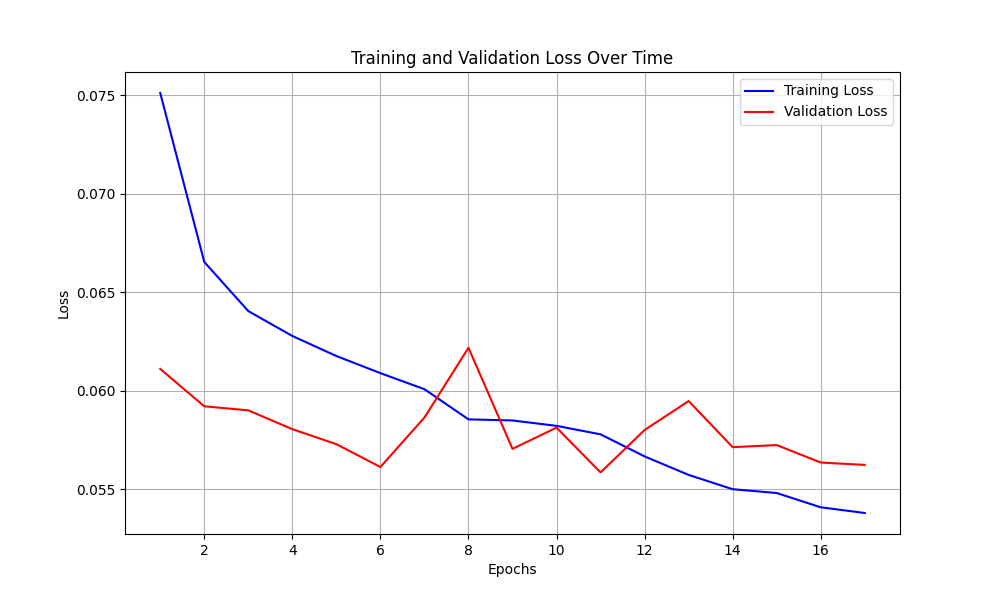 Training and Validation Loss Over Time
Training Loss
Validation Loss
0.075
0.070
0.065
0.060
0.055
Loss
2 4 6 8 10 12 14 16
Epochs